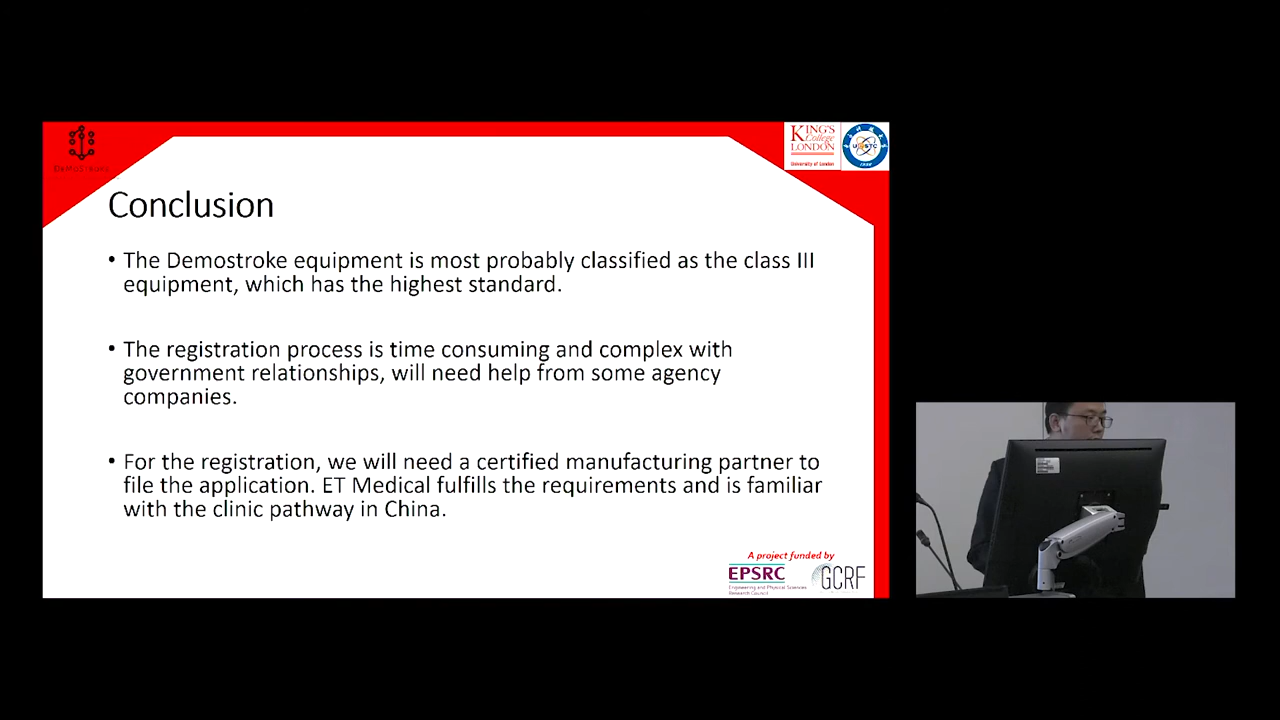 DEMOSTROKE
KING'S
College
LONDON
University of London
Conclusion
• The Demostroke equipment is most probably classified as the class III
equipment, which has the highest standard.
• The registration process is time consuming and complex with
government relationships, will need help from some agency
companies.
• For the registration, we will need a certified manufacturing partner to
file the application. ET Medical fulfills the requirements and is familiar
with the clinic pathway in China.
A project funded by
EPSRC
Engineering and Physical Sciences
Research Council
GCRF